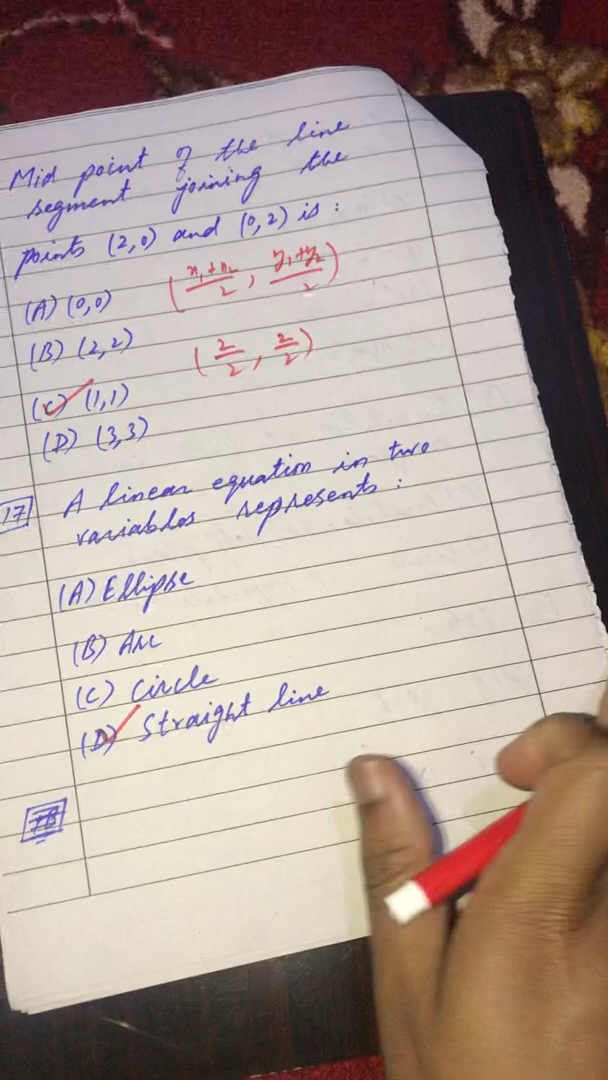 Mid point of the line
segment joining the
points (2,0) and (0,2) is :
(x₁+x₂/2, y₁+y₂/2)
(A) (0,0)
(B) (2,2)
(2/2, 2/2)
(C) (1,1)
(D) (3,3)
17 A linear equation in two
variables represents :
(A) Ellipse
(B) Arc
(C) Circle
(D) Straight line